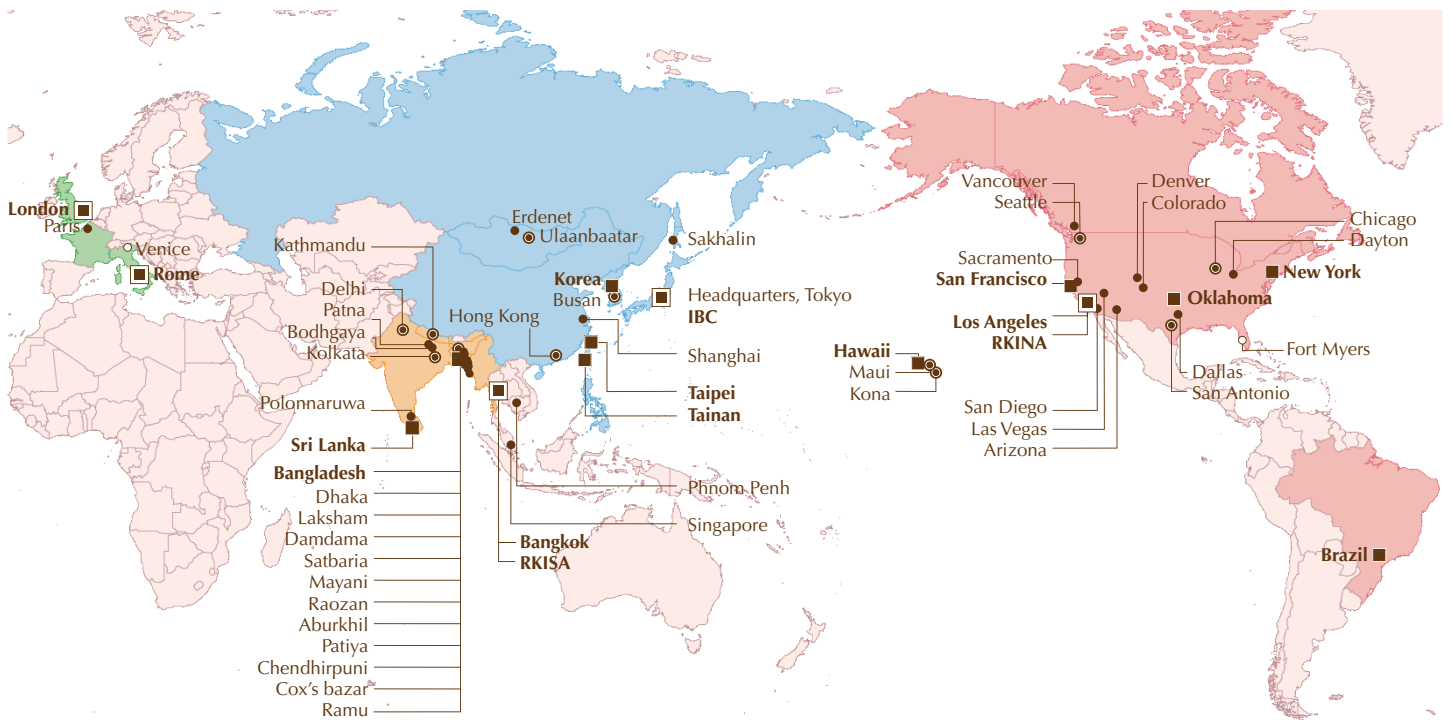 London
Paris
Venice
Rome
Kathmandu
Delhi
Patna
Bodhgaya
Kolkata
Polonnaruwa
Sri Lanka
Bangladesh
Dhaka
Laksham
Damdama
Satbaria
Mayani
Raozan
Aburkhil
Patiya
Chendhirpuni
Cox's bazar
Ramu
Erdenet
Ulaanbaatar
Sakhalin
Korea
Busan
Headquarters, Tokyo
IBC
Hong Kong
Shanghai
Taipei
Tainan
Phnom Penh
Singapore
Bangkok
RKISA
Hawaii
Maui
Kona
Vancouver
Seattle
Sacramento
San Francisco
Los Angeles
RKINA
San Diego
Las Vegas
Arizona
Denver
Colorado
Chicago
Dayton
New York
Oklahoma
Fort Myers
Dallas
San Antonio
Brazil